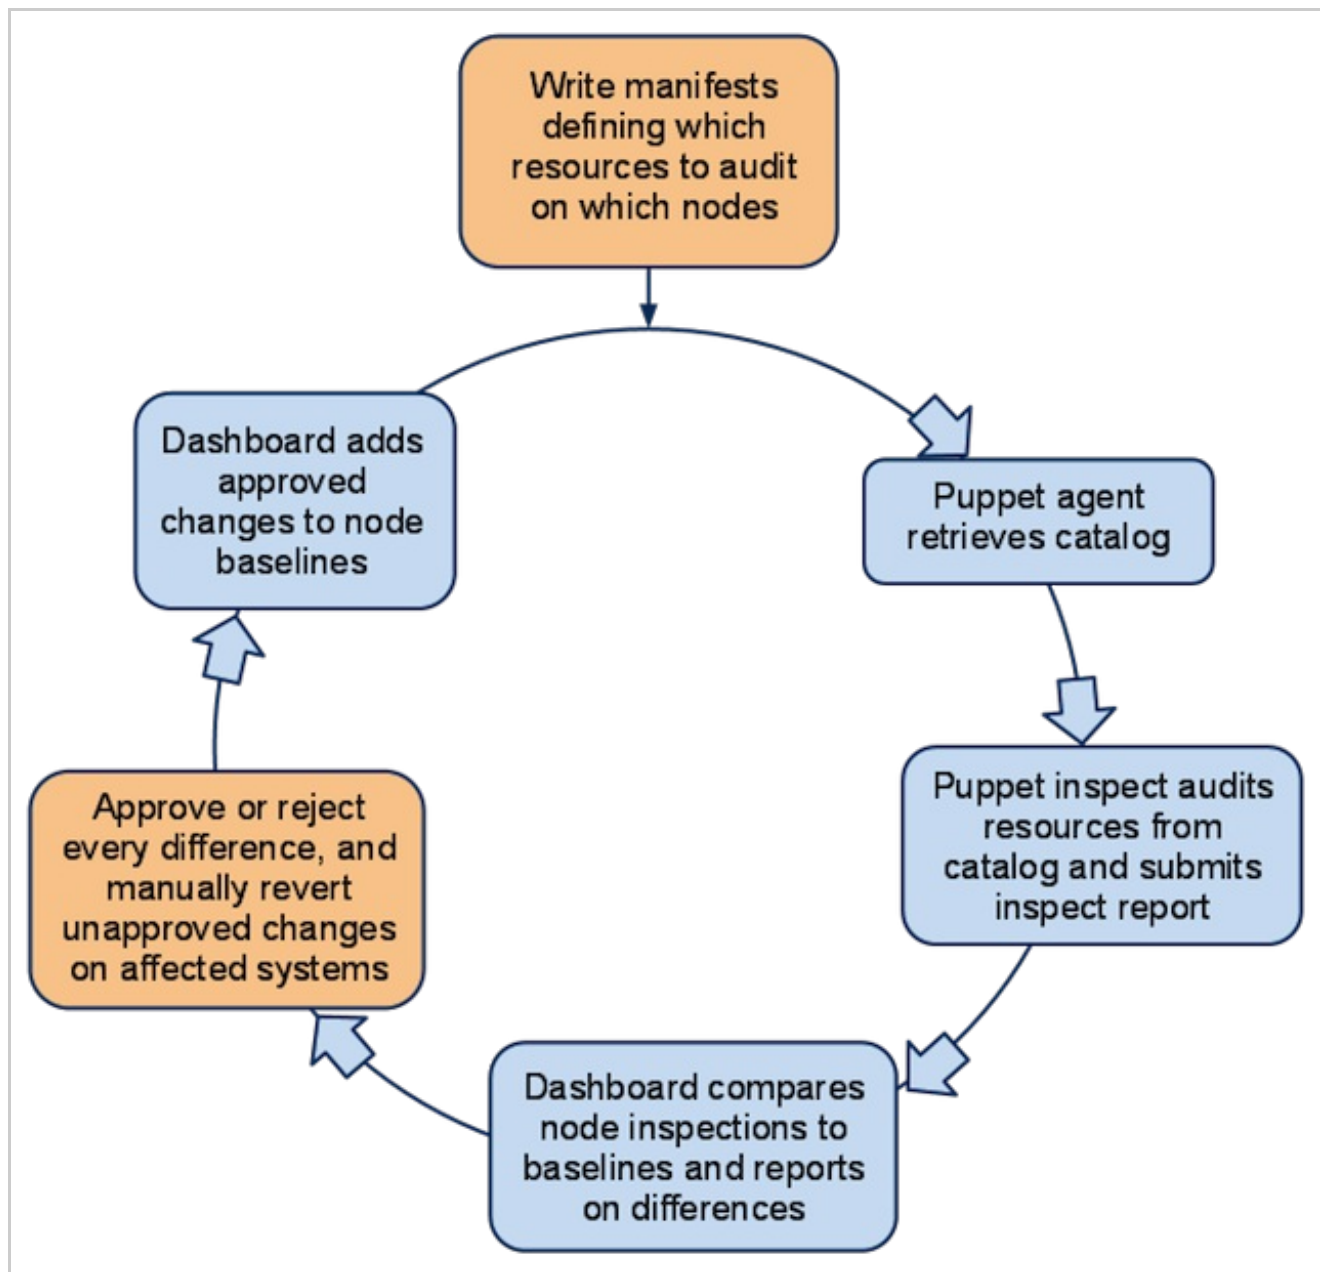 Write manifests
defining which
resources to audit
on which nodes
Dashboard adds
approved
changes to node
baselines
Puppet agent
retrieves catalog
Puppet inspect audits
resources from
catalog and submits
inspect report
Approve or reject
every difference, and
manually revert
unapproved changes
on affected systems
Dashboard compares
node inspections to
baselines and reports
on differences